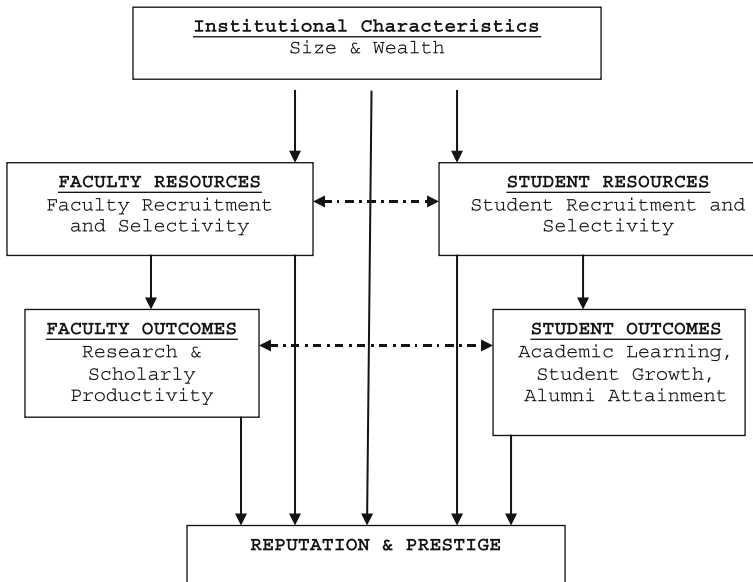 Institutional Characteristics
Size & Wealth
FACULTY RESOURCES
Faculty Recruitment
and Selectivity
STUDENT RESOURCES
Student Recruitment and
Selectivity
FACULTY OUTCOMES
Research &
Scholarly
Productivity
STUDENT OUTCOMES
Academic Learning,
Student Growth,
Alumni Attainment
REPUTATION & PRESTIGE